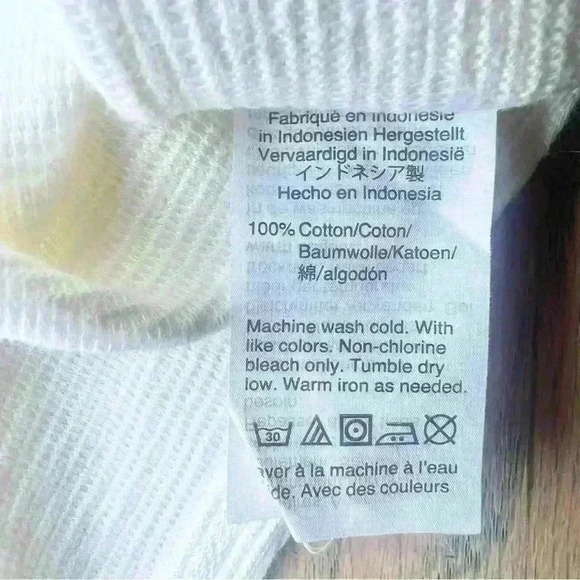 Fabriqué en Indonésie
in Indonesien Hergestellt
Vervaardigd in Indonesië
インドネシア製
Hecho en Indonesia
100% Cotton/Coton/
Baumwolle/Katoen/
綿/algodón
Machine wash cold. With
like colors. Non-chlorine
bleach only. Tumble dry
low. Warm iron as needed.
30
à la machine à l'eau
Avec des couleurs